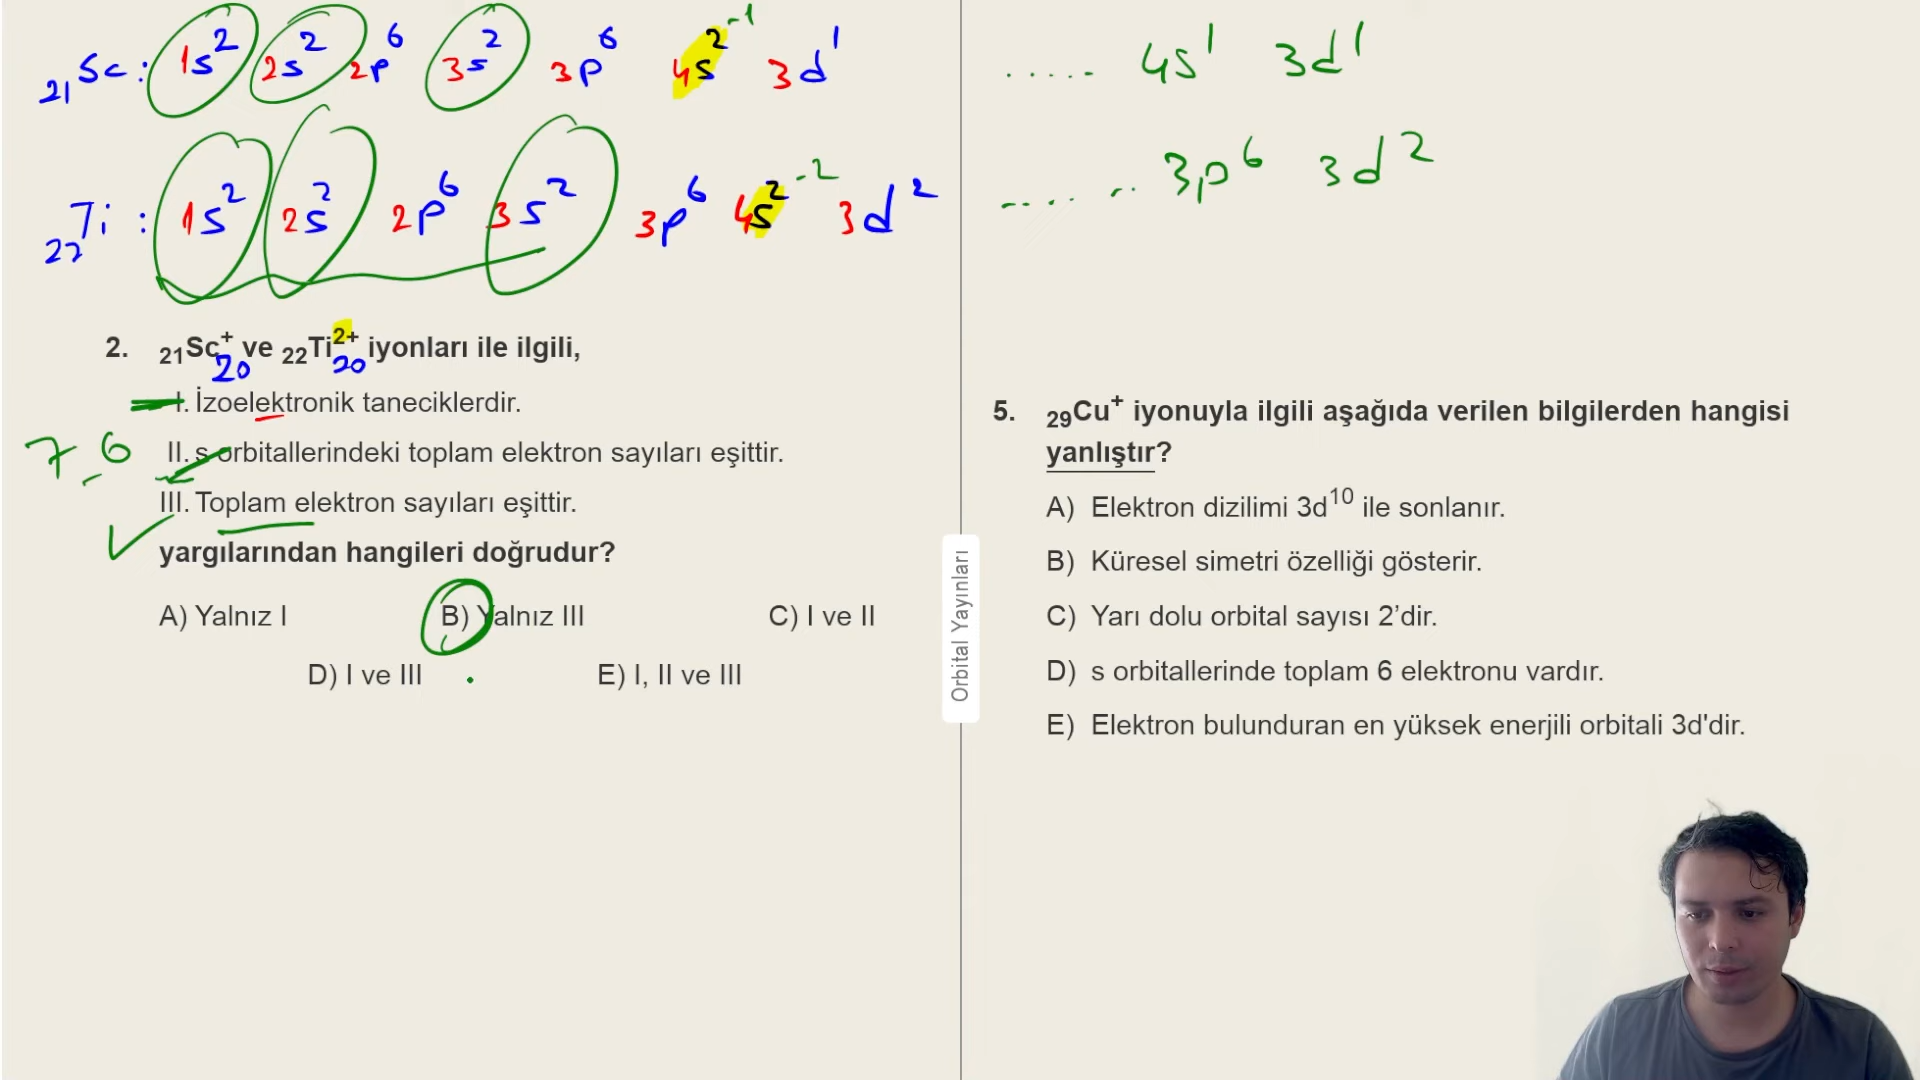 21Sc: 1s² 2s² 2p⁶ 3s² 3p⁶ 4s² -1 3d¹
22Ti: 1s² 2s² 2p⁶ 3s² 3p⁶ 4s² -2 3d²
2. ₂₁Sc⁺ ve ₂₂Ti²⁺ iyonları ile ilgili,
20 20
I. İzoelektronik taneciklerdir.
7 6
II. s orbitallerindeki toplam elektron sayıları eşittir.
III. Toplam elektron sayıları eşittir.
yargılarından hangileri doğrudur?
A) Yalnız I B) Yalnız III C) I ve II
D) I ve III E) I, II ve III
Orbital Yayınları
..... 4s¹ 3d¹
...... 3p⁶ 3d²
5. ₂₉Cu⁺ iyonuyla ilgili aşağıda verilen bilgilerden hangisi
yanlıştır?
A) Elektron dizilimi 3d¹⁰ ile sonlanır.
B) Küresel simetri özelliği gösterir.
C) Yarı dolu orbital sayısı 2’dir.
D) s orbitallerinde toplam 6 elektronu vardır.
E) Elektron bulunduran en yüksek enerjili orbitali 3d'dir.